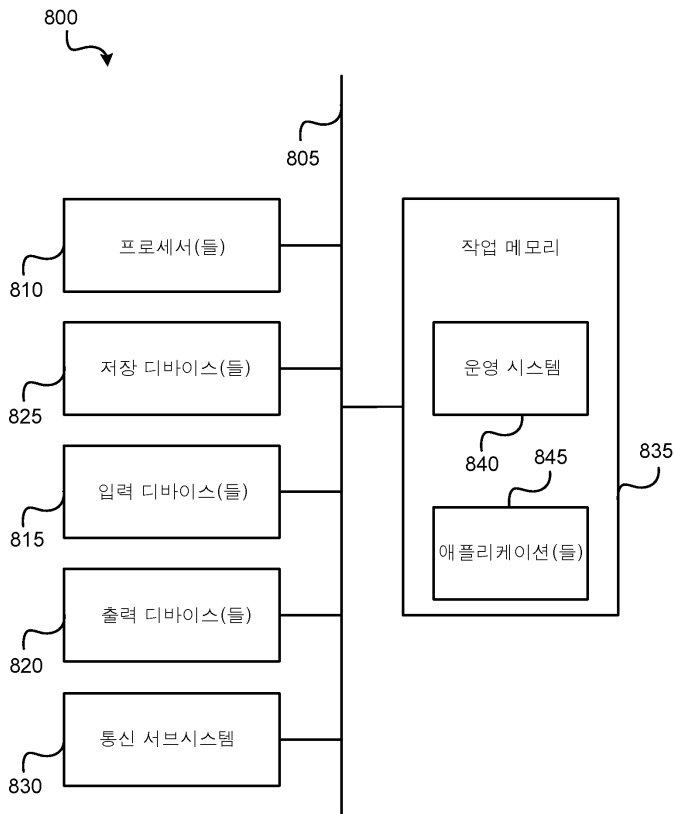 800
805
프로세서(들)
810
저장 디바이스(들)
825
입력 디바이스(들)
815
출력 디바이스(들)
820
통신 서브시스템
830
작업 메모리
운영 시스템
840
845
835
애플리케이션(들)